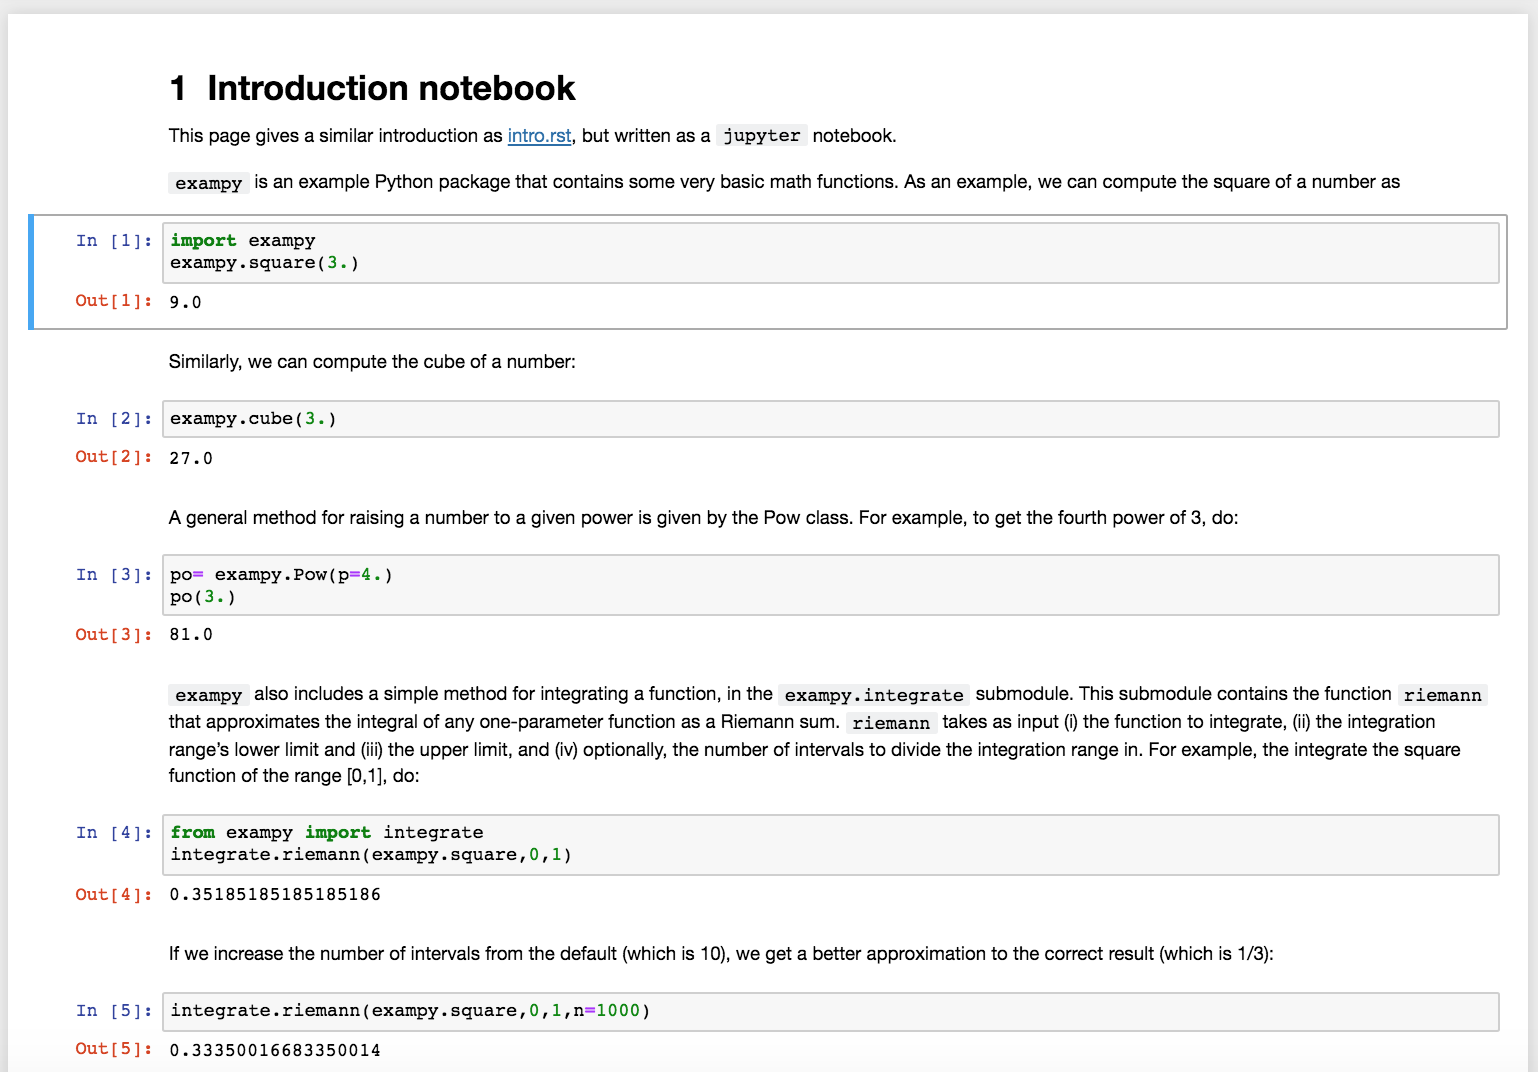 1 Introduction notebook
This page gives a similar introduction as intro.rst, but written as a jupyter notebook.
exampy is an example Python package that contains some very basic math functions. As an example, we can compute the square of a number as
In [1]: import exampy
exampy.square(3.)
Out[1]: 9.0
Similarly, we can compute the cube of a number:
In [2]: exampy.cube(3.)
Out[2]: 27.0
A general method for raising a number to a given power is given by the Pow class. For example, to get the fourth power of 3, do:
In [3]: po= exampy.Pow(p=4.)
po(3.)
Out[3]: 81.0
exampy also includes a simple method for integrating a function, in the exampy.integrate submodule. This submodule contains the function riemann
that approximates the integral of any one-parameter function as a Riemann sum. riemann takes as input (i) the function to integrate, (ii) the integration
range’s lower limit and (iii) the upper limit, and (iv) optionally, the number of intervals to divide the integration range in. For example, the integrate the square
function of the range [0,1], do:
In [4]: from exampy import integrate
integrate.riemann(exampy.square,0,1)
Out[4]: 0.35185185185185186
If we increase the number of intervals from the default (which is 10), we get a better approximation to the correct result (which is 1/3):
In [5]: integrate.riemann(exampy.square,0,1,n=1000)
Out[5]: 0.33350016683350014